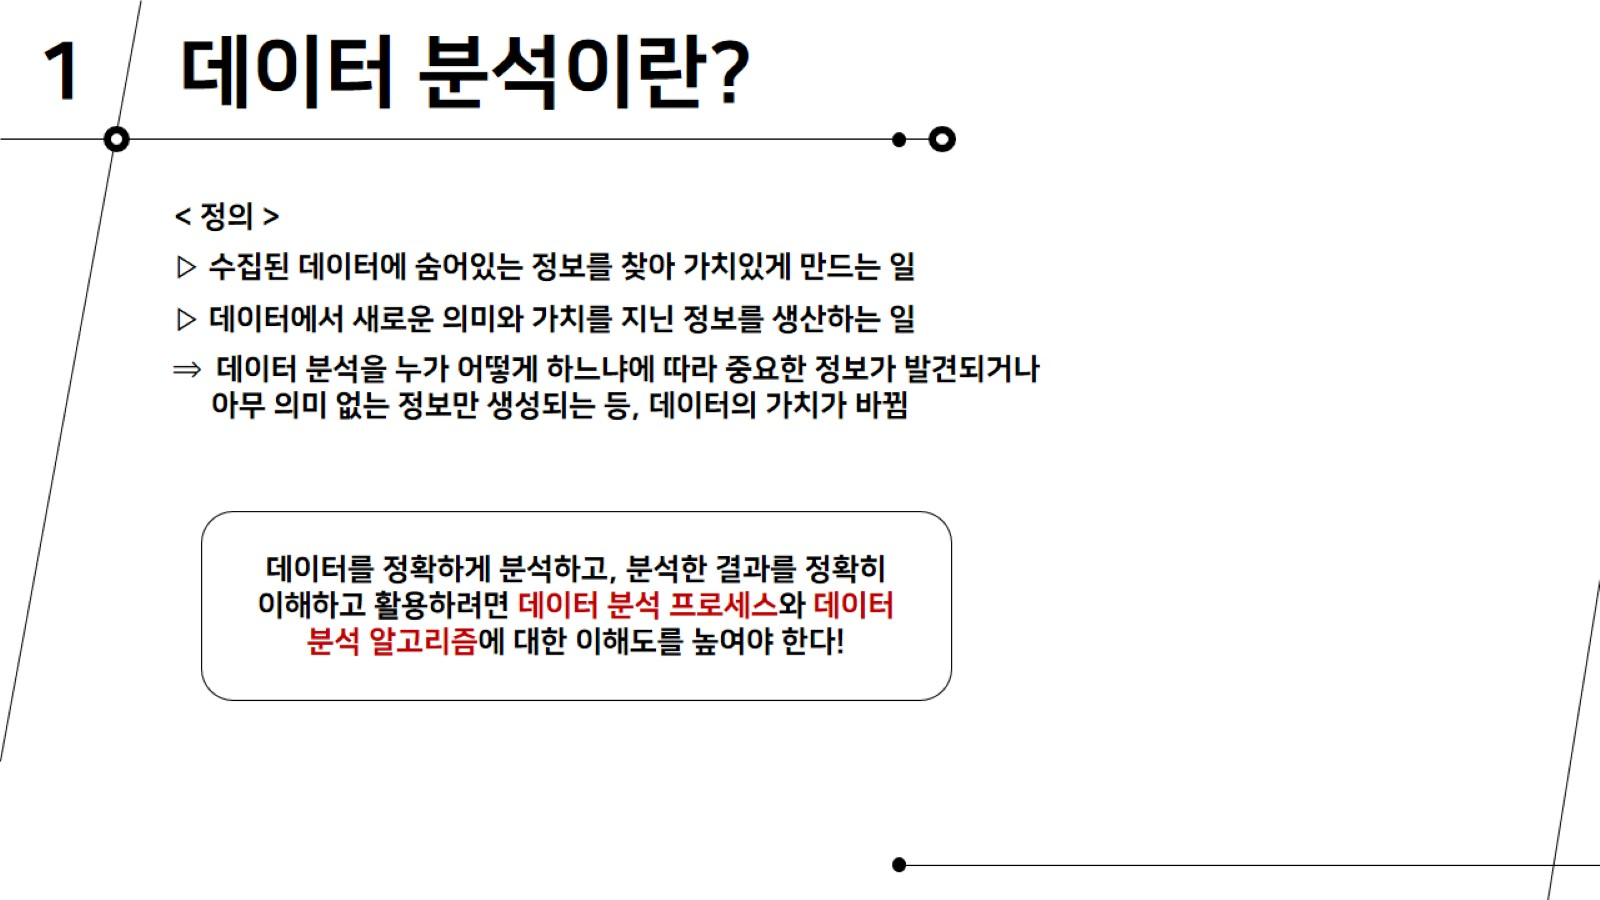 1 데이터 분석이란?
< 정의 >
▷ 수집된 데이터에 숨어있는 정보를 찾아 가치있게 만드는 일
▷ 데이터에서 새로운 의미와 가치를 지닌 정보를 생산하는 일
⇒ 데이터 분석을 누가 어떻게 하느냐에 따라 중요한 정보가 발견되거나
아무 의미 없는 정보만 생성되는 등, 데이터의 가치가 바뀜
데이터를 정확하게 분석하고, 분석한 결과를 정확히
이해하고 활용하려면 데이터 분석 프로세스와 데이터
분석 알고리즘에 대한 이해도를 높여야 한다!